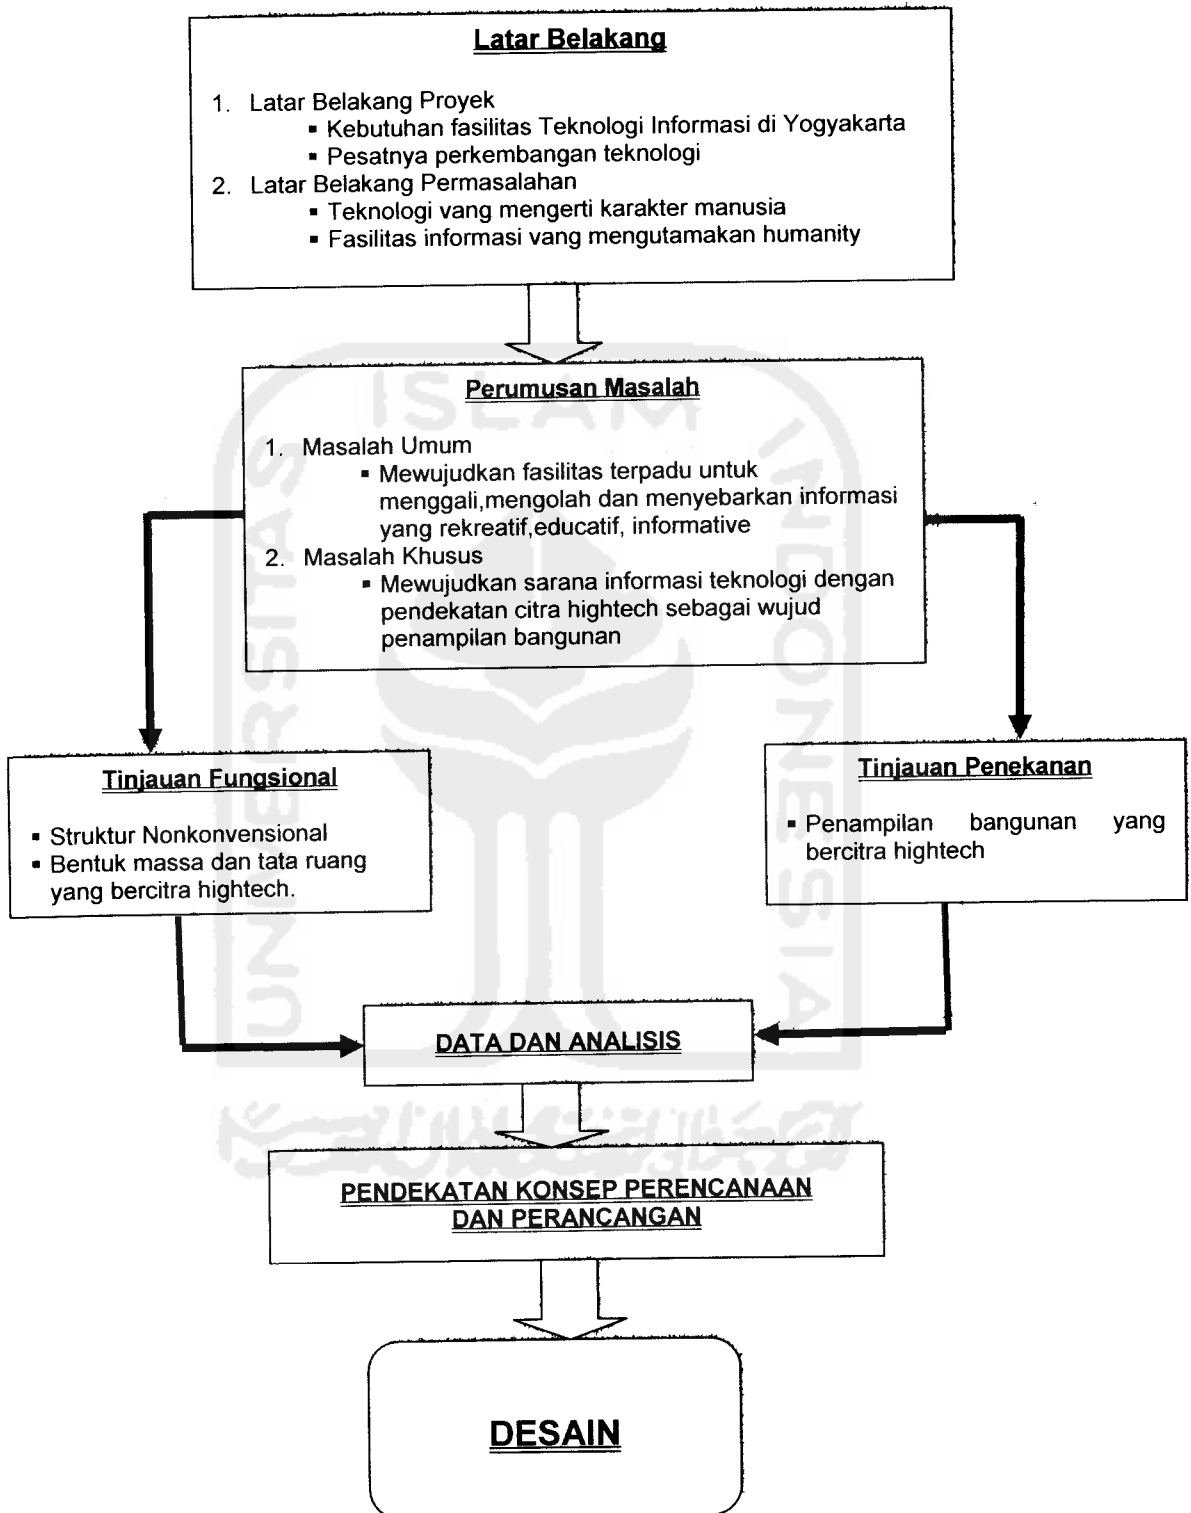 Latar Belakang
1. Latar Belakang Proyek
▪ Kebutuhan fasilitas Teknologi Informasi di Yogyakarta
▪ Pesatnya perkembangan teknologi
2. Latar Belakang Permasalahan
▪ Teknologi vang mengerti karakter manusia
▪ Fasilitas informasi vang mengutamakan humanity
Perumusan Masalah
1. Masalah Umum
▪ Mewujudkan fasilitas terpadu untuk
menggali,mengolah dan menyebarkan informasi
yang rekreatif,educatif, informative
2. Masalah Khusus
▪ Mewujudkan sarana informasi teknologi dengan
pendekatan citra hightech sebagai wujud
penampilan bangunan
Tinjauan Fungsional
▪ Struktur Nonkonvensional
▪ Bentuk massa dan tata ruang
yang bercitra hightech.
Tinjauan Penekanan
▪ Penampilan bangunan yang
bercitra hightech
DATA DAN ANALISIS
PENDEKATAN KONSEP PERENCANAAN
DAN PERANCANGAN
DESAIN
UNIVERSITAS
ISLAM
INDONESIA